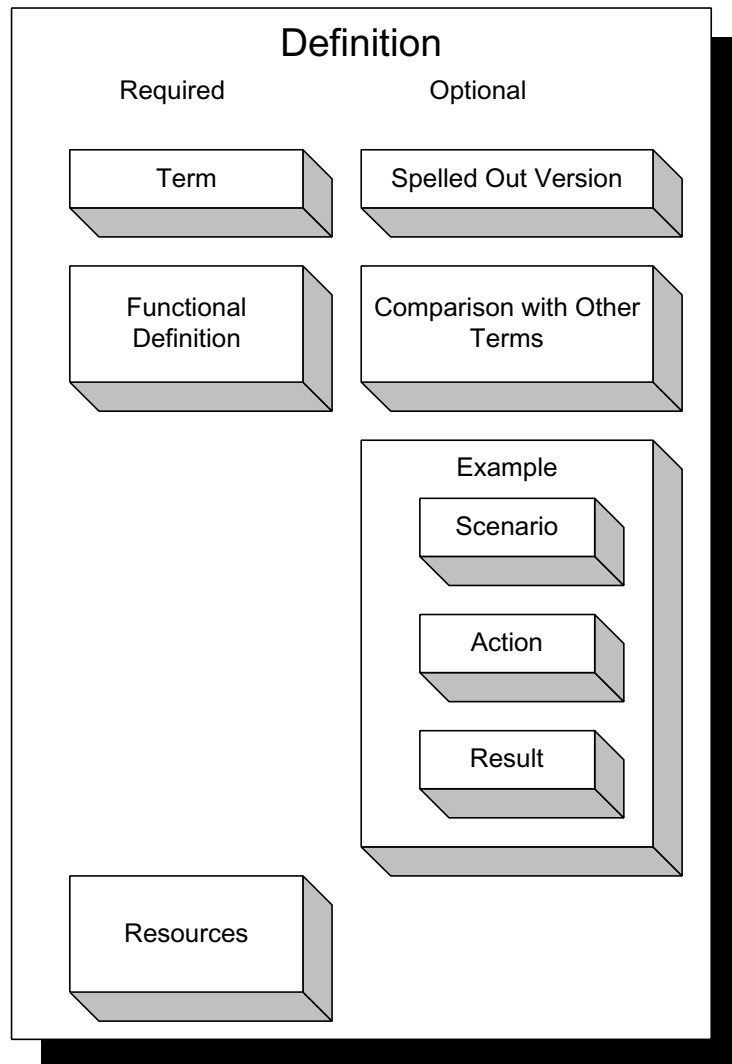 Definition
Required
Optional
Term
Spelled Out Version
Functional
Definition
Comparison with Other
Terms
Example
Scenario
Action
Result
Resources